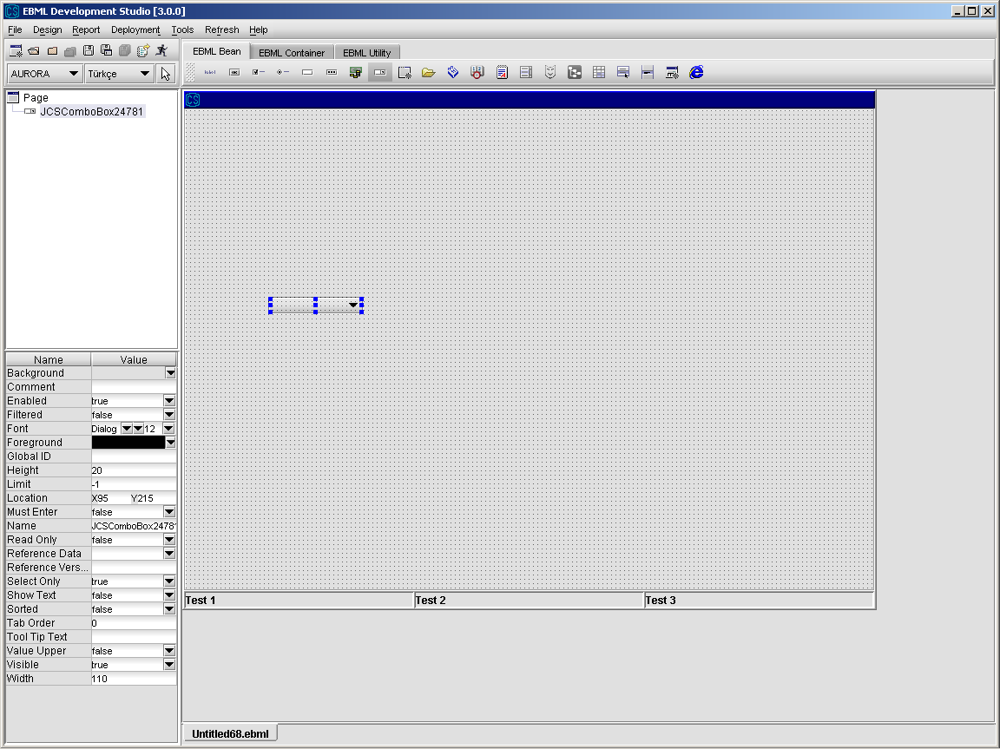 EBML Development Studio [3.0.0]
File Design Report Deployment Tools Refresh Help
EBML Bean EBML Container EBML Utility
AURORA Türkçe
label
Page
JCSComboBox24781
Name Value
Background
Comment
Enabled true
Filtered false
Font Dialog 12
Foreground
Global ID
Height 20
Limit -1
Location X95 Y215
Must Enter false
Name JCSComboBox2478
Read Only false
Reference Data
Reference Vers...
Select Only true
Show Text false
Sorted false
Tab Order 0
Tool Tip Text
Value Upper false
Visible true
Width 110
CS
Test 1 Test 2 Test 3
Untitled68.ebml